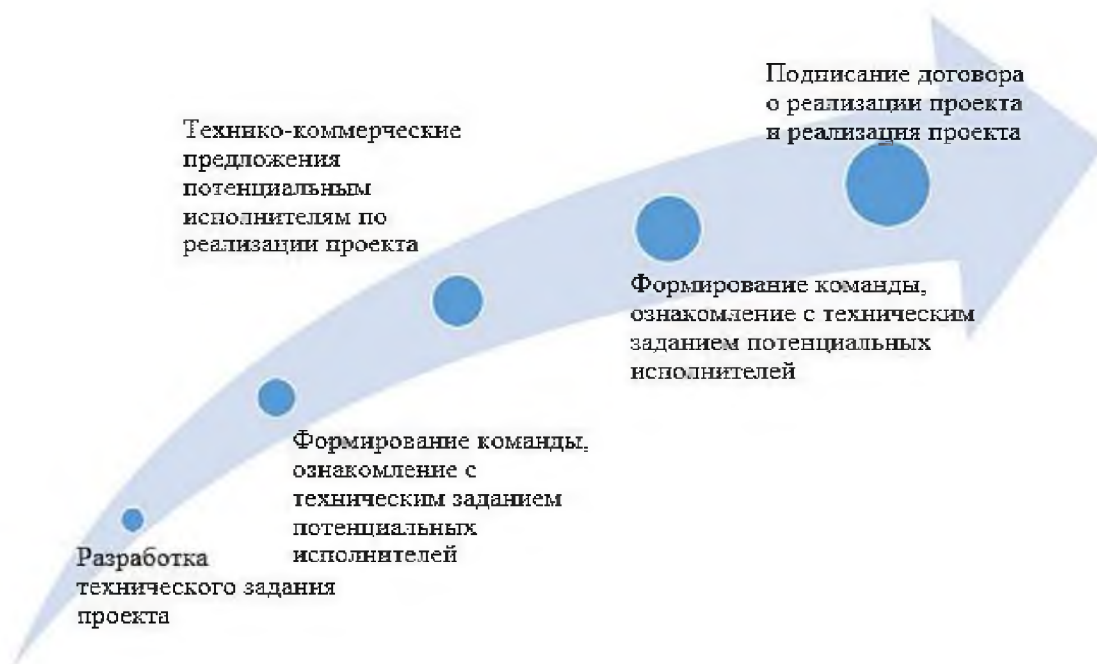 Подписание договора
о реализации проекта
и реализация проекта
Технико-коммерческие
предложения
потенциальным
исполнителям по
реализации проекта
Формирование команды,
ознакомление с техническим
заданием потенциальных
исполнителей
Формирование команды,
ознакомление с
техническим заданием
потенциальных
исполнителей
Разработка
технического задания
проекта